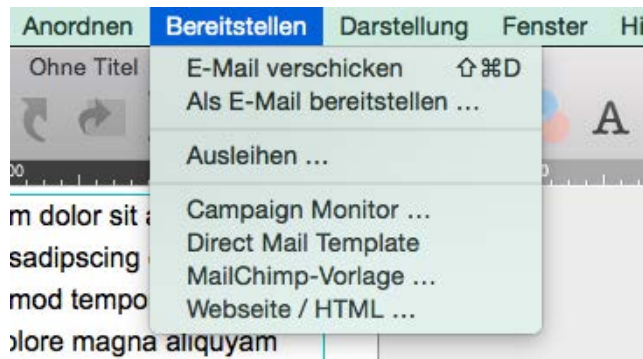 Anordnen Bereitstellen Darstellung Fenster
Ohne Titel
E-Mail verschicken ⇧⌘D
Als E-Mail bereitstellen ...
A
Ausleihen ...
m dolor sit
Campaign Monitor ...
sadipscing
Direct Mail Template
mod tempo
MailChimp-Vorlage ...
Webseite / HTML ...
magna aliquyam